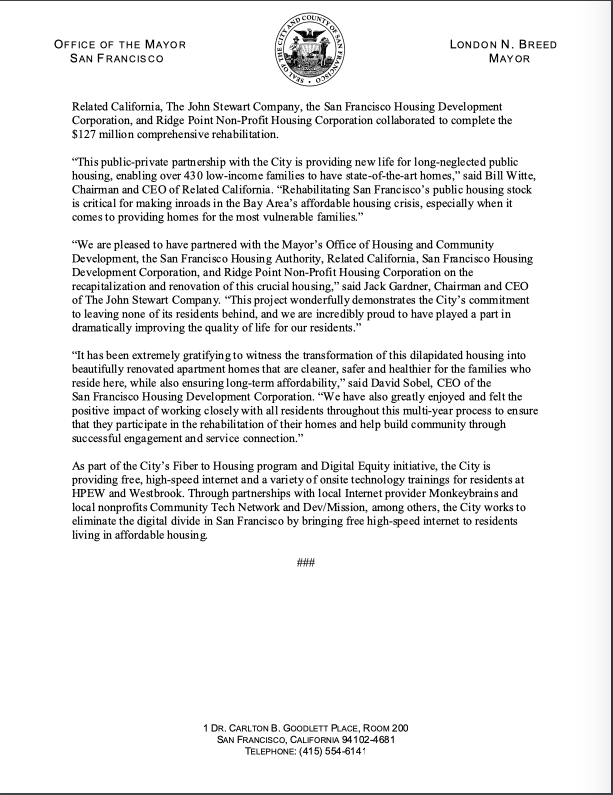 OFFICE OF THE MAYOR
SAN FRANCISCO
SEAL OF THE CITY AND COUNTY OF SAN FRANCISCO
LONDON N. BREED
MAYOR
Related California, The John Stewart Company, the San Francisco Housing Development
Corporation, and Ridge Point Non-Profit Housing Corporation collaborated to complete the
$127 million comprehensive rehabilitation.
“This public-private partnership with the City is providing new life for long-neglected public
housing, enabling over 430 low-income families to have state-of-the-art homes,” said Bill Witte,
Chairman and CEO of Related California. “Rehabilitating San Francisco’s public housing stock
is critical for making inroads in the Bay Area’s affordable housing crisis, especially when it
comes to providing homes for the most vulnerable families.”
“We are pleased to have partnered with the Mayor’s Office of Housing and Community
Development, the San Francisco Housing Authority, Related California, San Francisco Housing
Development Corporation, and Ridge Point Non-Profit Housing Corporation on the
recapitalization and renovation of this crucial housing,” said Jack Gardner, Chairman and CEO
of The John Stewart Company. “This project wonderfully demonstrates the City’s commitment
to leaving none of its residents behind, and we are incredibly proud to have played a part in
dramatically improving the quality of life for our residents.”
“It has been extremely gratifying to witness the transformation of this dilapidated housing into
beautifully renovated apartment homes that are cleaner, safer and healthier for the families who
reside here, while also ensuring long-term affordability,” said David Sobel, CEO of the
San Francisco Housing Development Corporation. “We have also greatly enjoyed and felt the
positive impact of working closely with all residents throughout this multi-year process to ensure
that they participate in the rehabilitation of their homes and help build community through
successful engagement and service connection.”
As part of the City’s Fiber to Housing program and Digital Equity initiative, the City is
providing free, high-speed internet and a variety of onsite technology trainings for residents at
HPEW and Westbrook. Through partnerships with local Internet provider Monkeybrains and
local nonprofits Community Tech Network and Dev/Mission, among others, the City works to
eliminate the digital divide in San Francisco by bringing free high-speed internet to residents
living in affordable housing.
###
1 DR. CARLTON B. GOODLETT PLACE, ROOM 200
SAN FRANCISCO, CALIFORNIA 94102-4681
TELEPHONE: (415) 554-6141